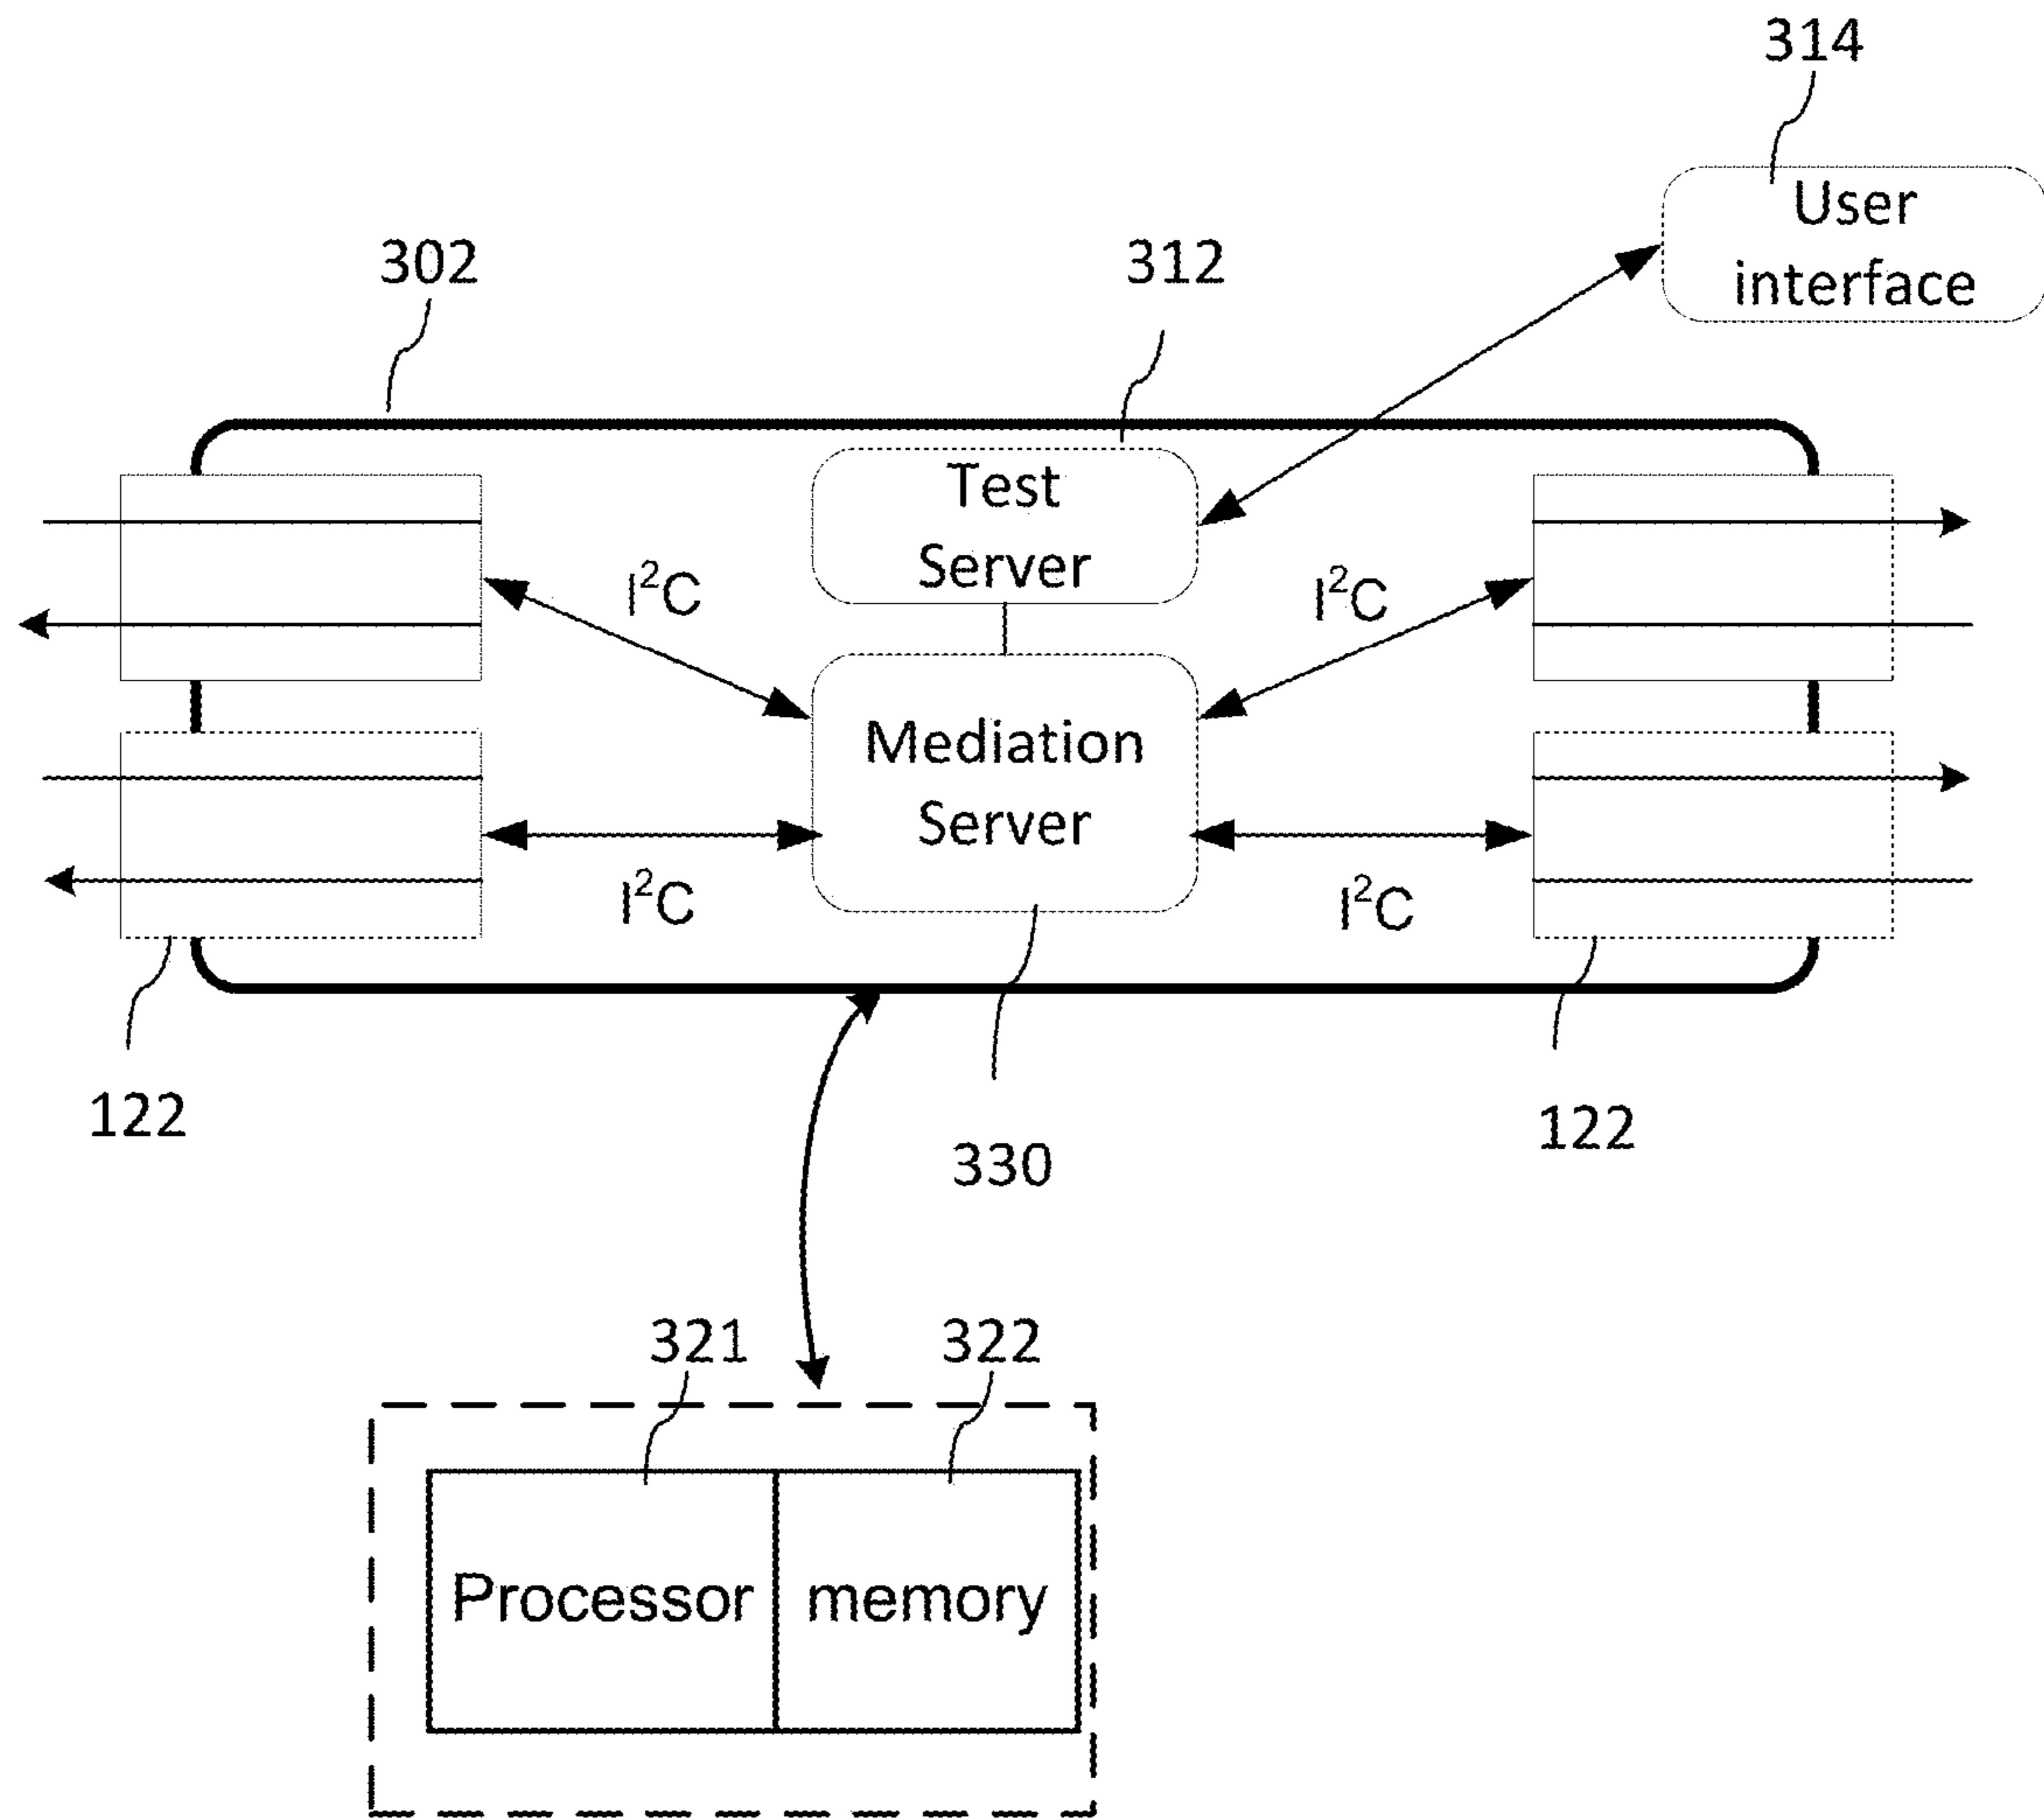 314
User
interface
302
312
Test
Server
I²C
I²C
Mediation
Server
I²C
I²C
122
122
330
321
322
Processor
memory